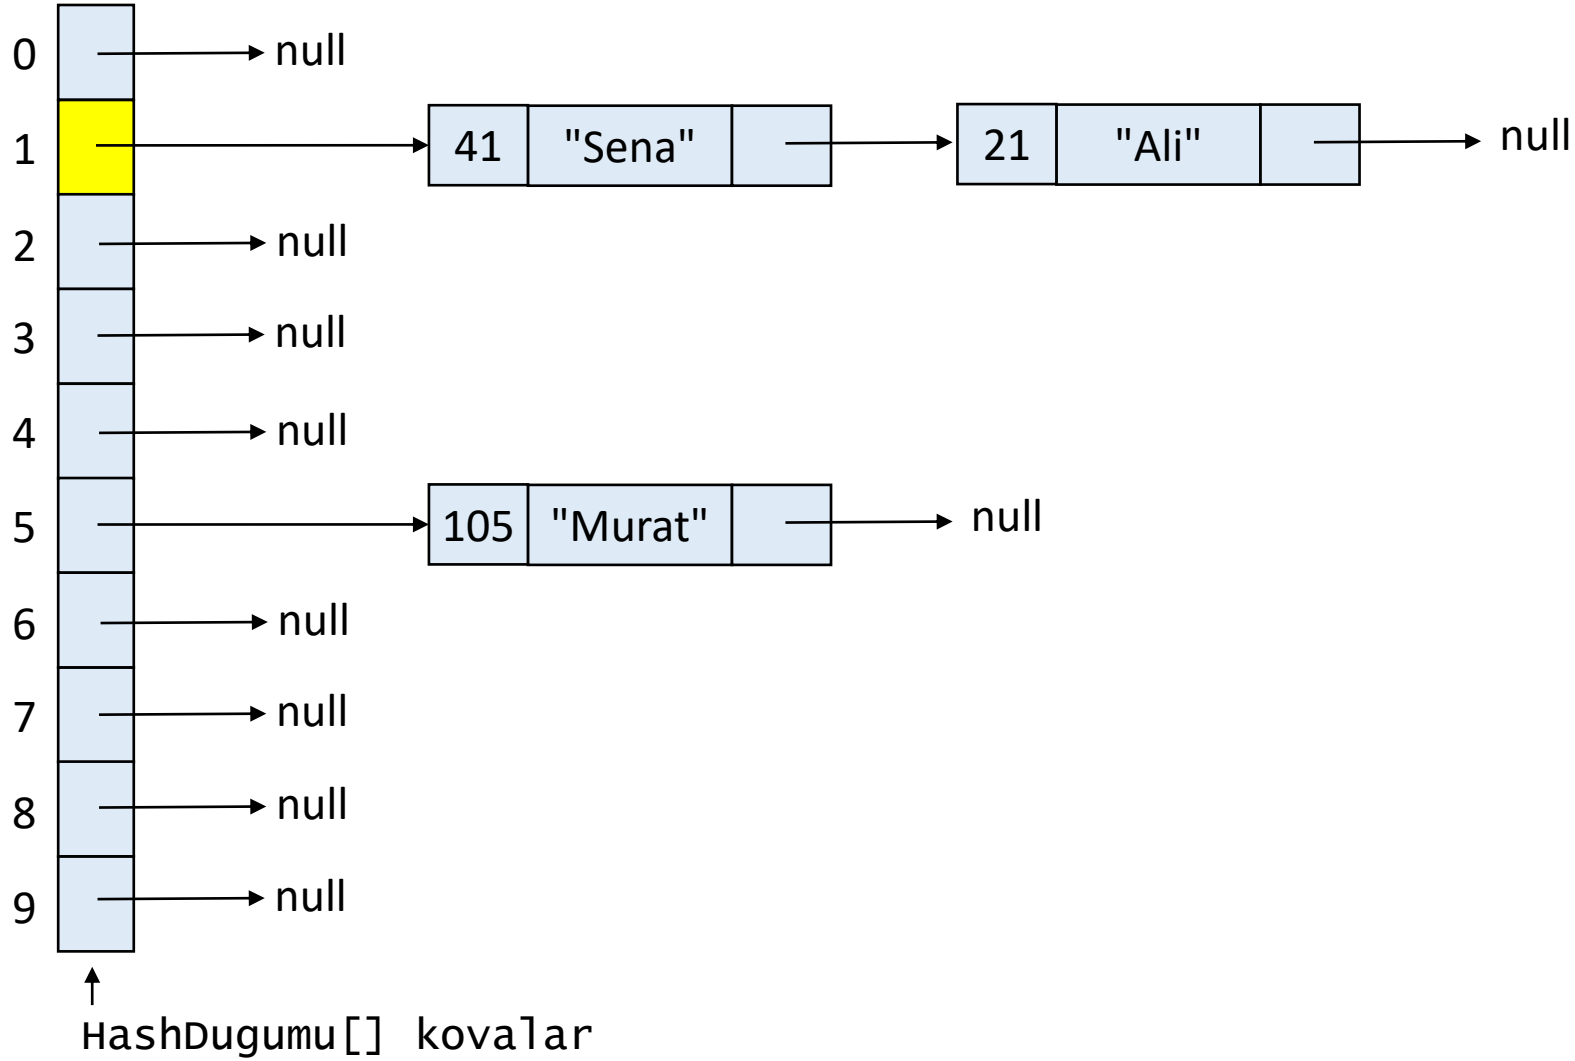 0 null
1 41 "Sena" 21 "Ali" null
2 null
3 null
4 null
5 105 "Murat" null
6 null
7 null
8 null
9 null
HashDugumu[] kovalar